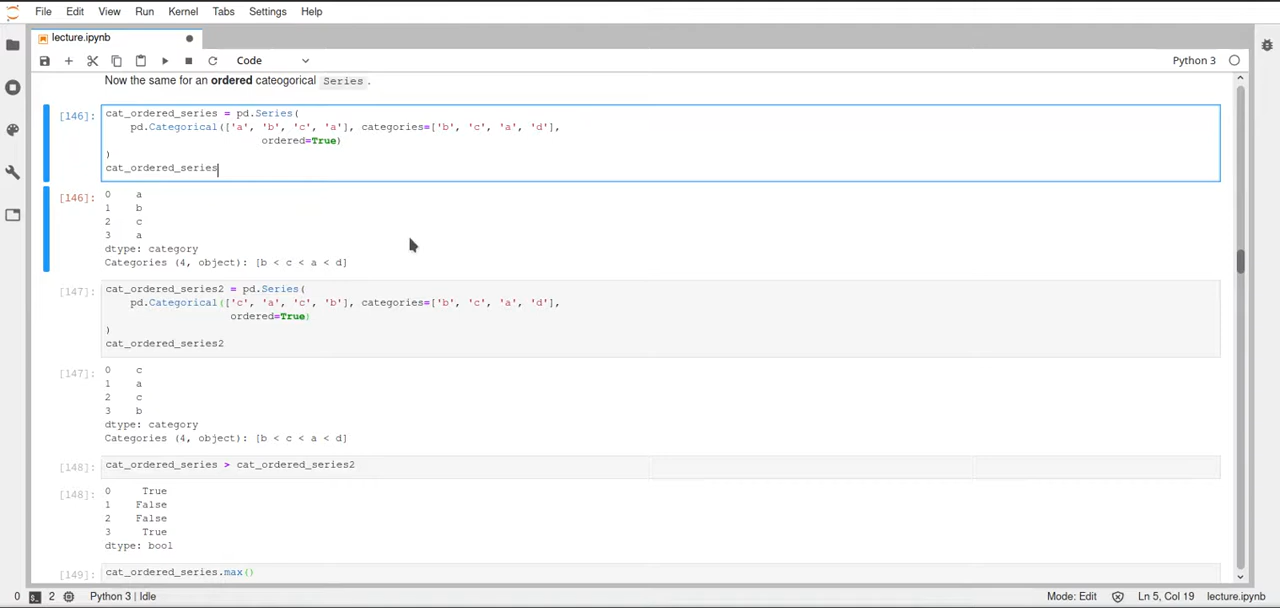 File Edit View Run Kernel Tabs Settings Help
lecture.ipynb
Code
Python 3
Now the same for an ordered cateogorical Series.
[146]: cat_ordered_series = pd.Series(
pd.Categorical(['a', 'b', 'c', 'a'], categories=['b', 'c', 'a', 'd'],
ordered=True)
)
cat_ordered_series
[146]: 0 a
1 b
2 c
3 a
dtype: category
Categories (4, object): [b < c < a < d]
[147]: cat_ordered_series2 = pd.Series(
pd.Categorical(['c', 'a', 'c', 'b'], categories=['b', 'c', 'a', 'd'],
ordered=True)
)
cat_ordered_series2
[147]: 0 c
1 a
2 c
3 b
dtype: category
Categories (4, object): [b < c < a < d]
[148]: cat_ordered_series > cat_ordered_series2
[148]: 0 True
1 False
2 False
3 True
dtype: bool
[149]: cat_ordered_series.max()
0 2 Python 3 | Idle Mode: Edit Ln 5, Col 19 lecture.ipynb